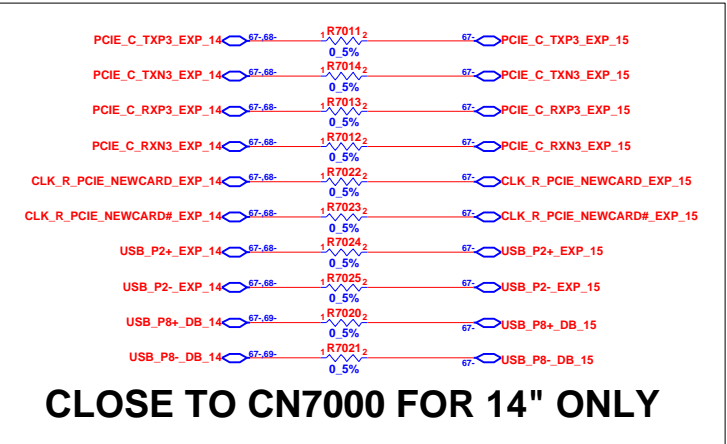 PCIE_C_TXP3_EXP_14 67-,68- 1 R7011 2 67- PCIE_C_TXP3_EXP_15
0_5%
PCIE_C_TXN3_EXP_14 67-,68- 1 R7014 2 67- PCIE_C_TXN3_EXP_15
0_5%
PCIE_C_RXP3_EXP_14 67-,68- 1 R7013 2 67- PCIE_C_RXP3_EXP_15
0_5%
PCIE_C_RXN3_EXP_14 67-,68- 1 R7012 2 67- PCIE_C_RXN3_EXP_15
0_5%
CLK_R_PCIE_NEWCARD_EXP_14 67-,68- 1 R7022 2 67- CLK_R_PCIE_NEWCARD_EXP_15
0_5%
CLK_R_PCIE_NEWCARD#_EXP_14 67-,68- 1 R7023 2 67- CLK_R_PCIE_NEWCARD#_EXP_15
0_5%
USB_P2+_EXP_14 67-,68- 1 R7024 2 67- USB_P2+_EXP_15
0_5%
USB_P2-_EXP_14 67-,68- 1 R7025 2 67- USB_P2-_EXP_15
0_5%
USB_P8+_DB_14 67-,69- 1 R7020 2 67- USB_P8+_DB_15
0_5%
USB_P8-_DB_14 67-,69- 1 R7021 2 67- USB_P8-_DB_15
0_5%
CLOSE TO CN7000 FOR 14" ONLY